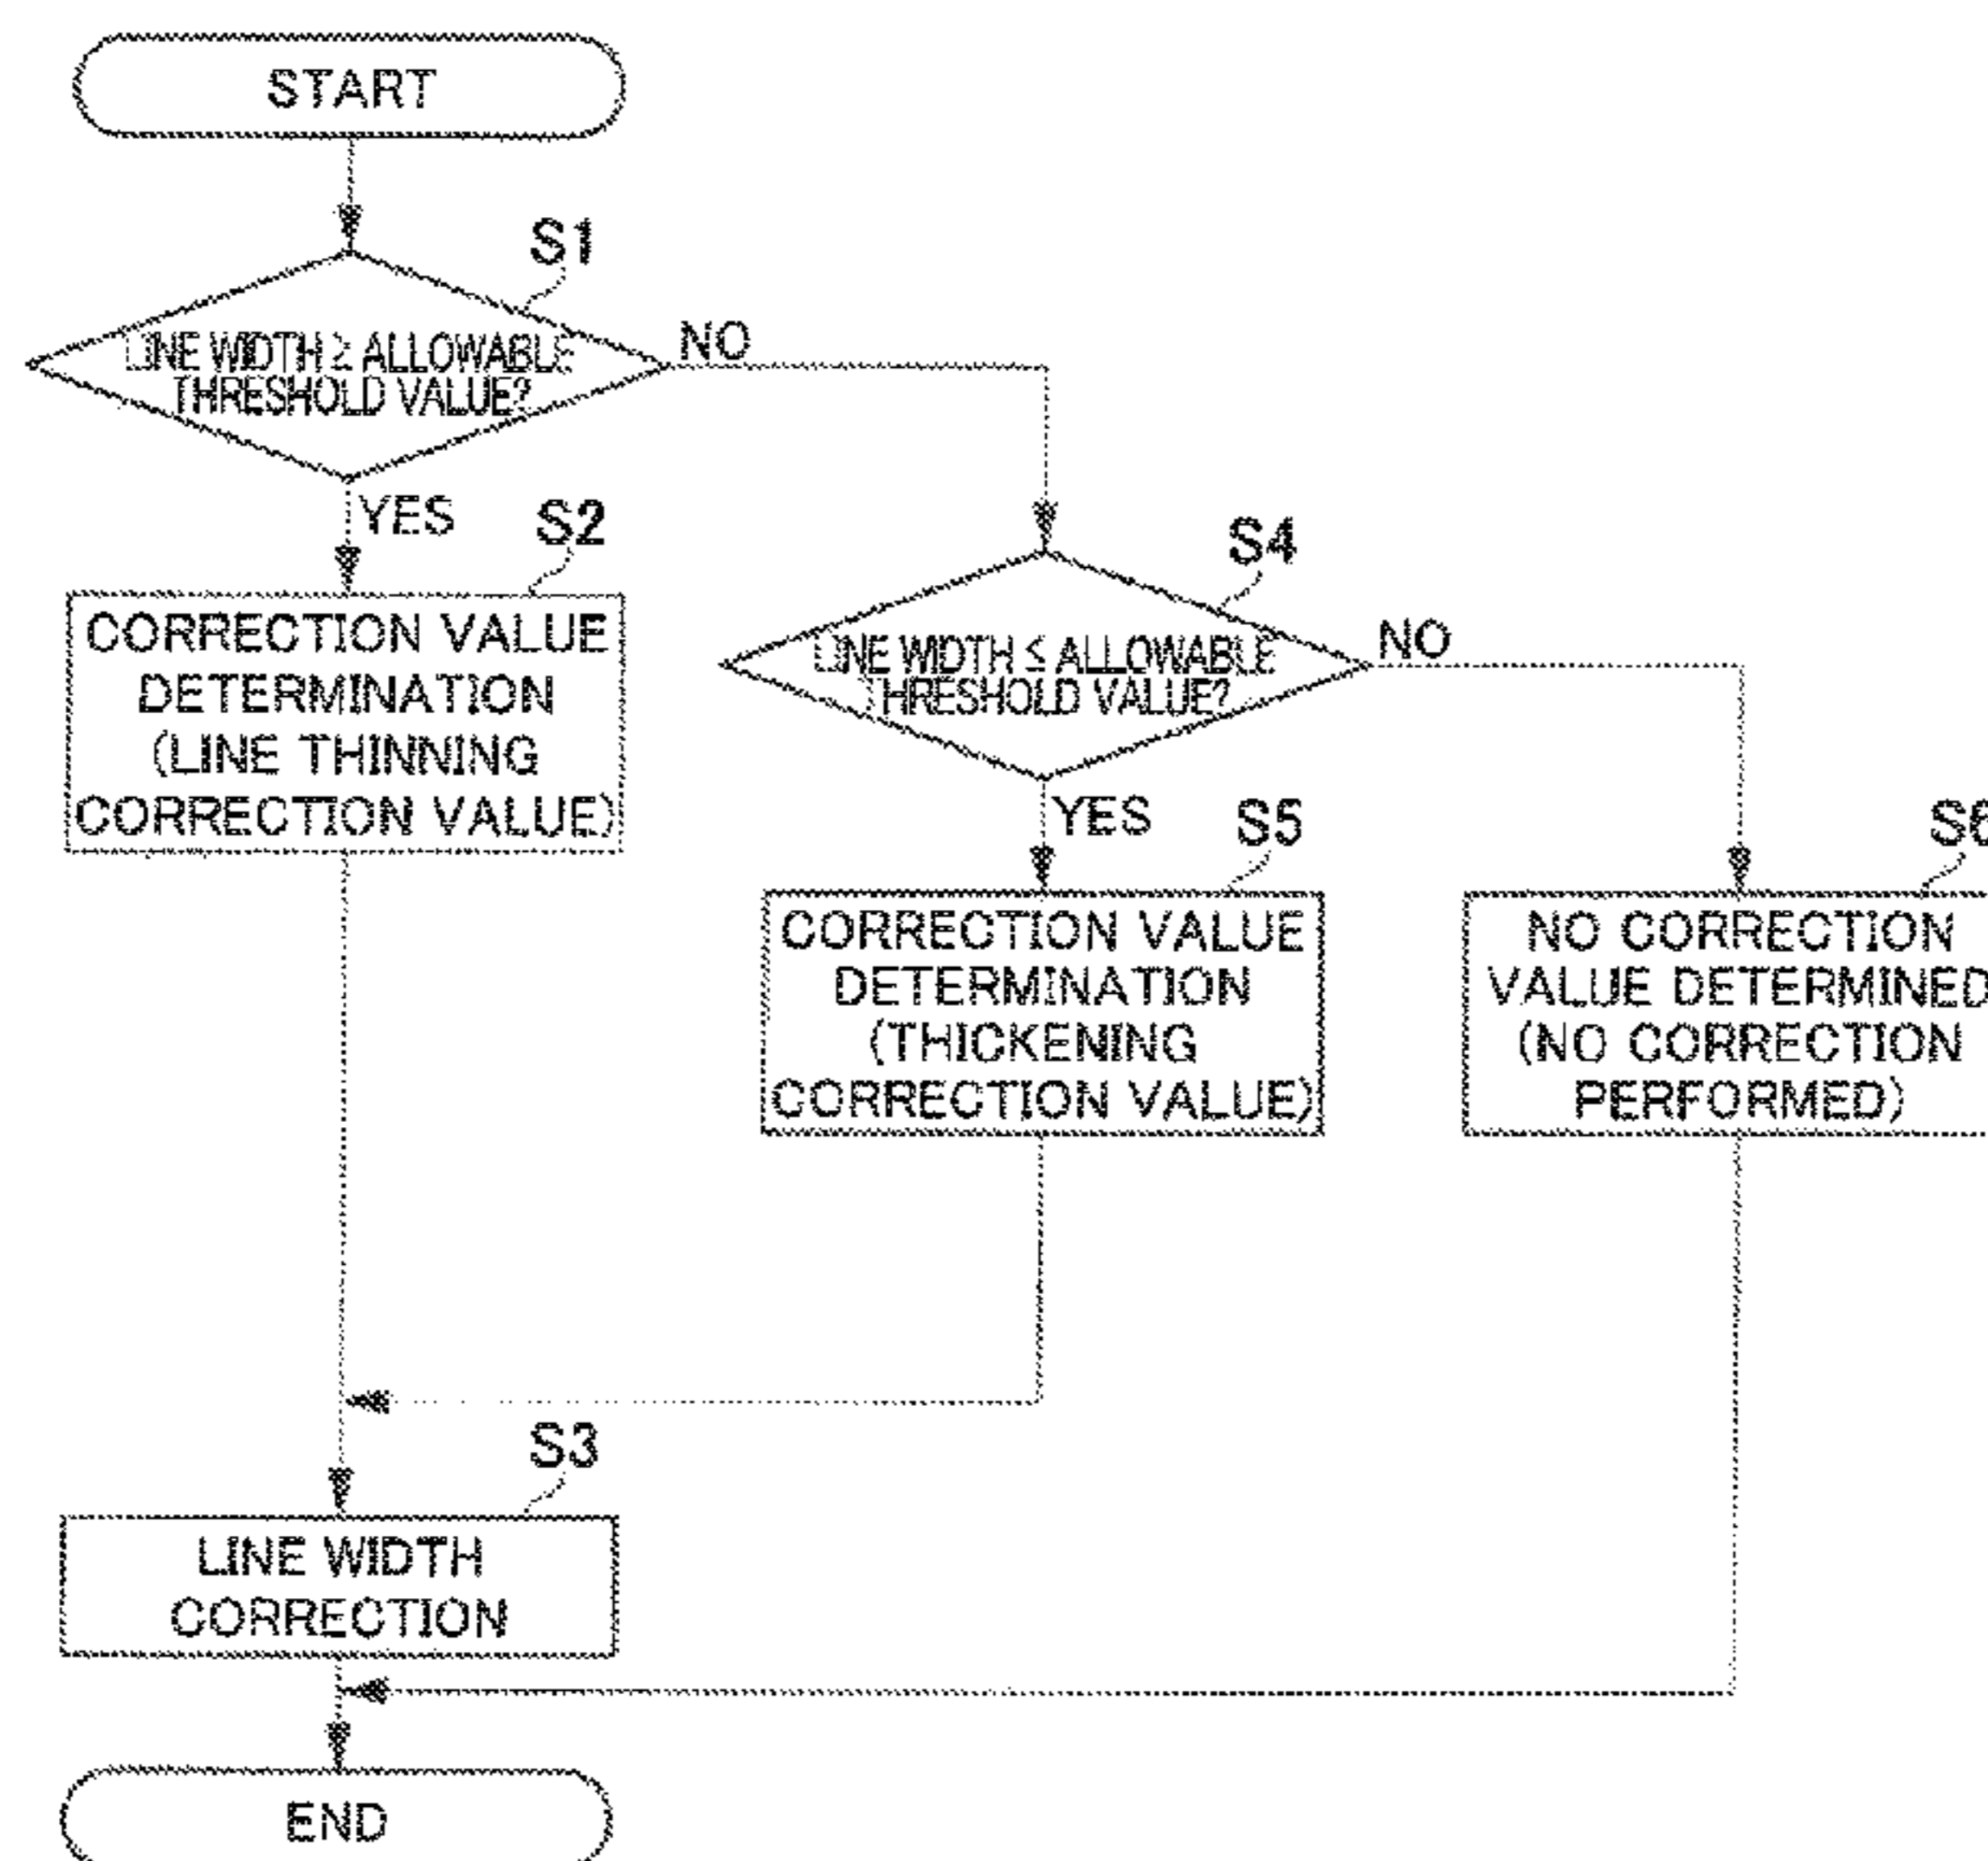 START
S1
LINE WIDTH ≥ ALLOWABLE
THRESHOLD VALUE?
NO
YES
S2
CORRECTION VALUE
DETERMINATION
(LINE THINNING
CORRECTION VALUE)
S4
LINE WIDTH ≤ ALLOWABLE
THRESHOLD VALUE?
NO
YES
S5
CORRECTION VALUE
DETERMINATION
(THICKENING
CORRECTION VALUE)
S6
NO CORRECTION
VALUE DETERMINED
(NO CORRECTION
PERFORMED)
S3
LINE WIDTH
CORRECTION
END